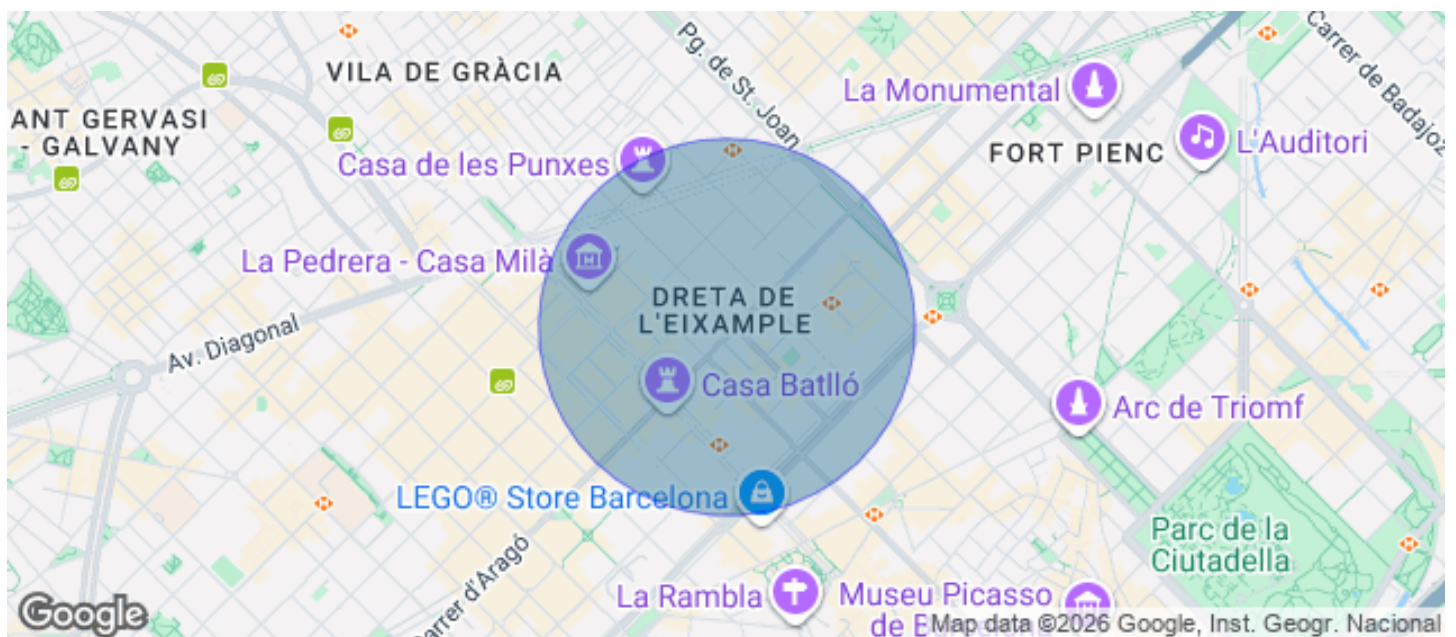 Pg. de St. Joan
Carrer de Badajoz
VILA DE GRÀCIA
La Monumental
ANT GERVASI
- GALVANY
Casa de les Punxes
FORT PIENC
L'Auditori
La Pedrera - Casa Milà
DRETA DE
L'EIXAMPLE
Av. Diagonal
Casa Batlló
Arc de Triomf
LEGO® Store Barcelona
Parc de la
Ciutadella
Carrer d'Aragó
La Rambla
Museu Picasso
de B
Google
Map data ©2026 Google, Inst. Geogr. Nacional